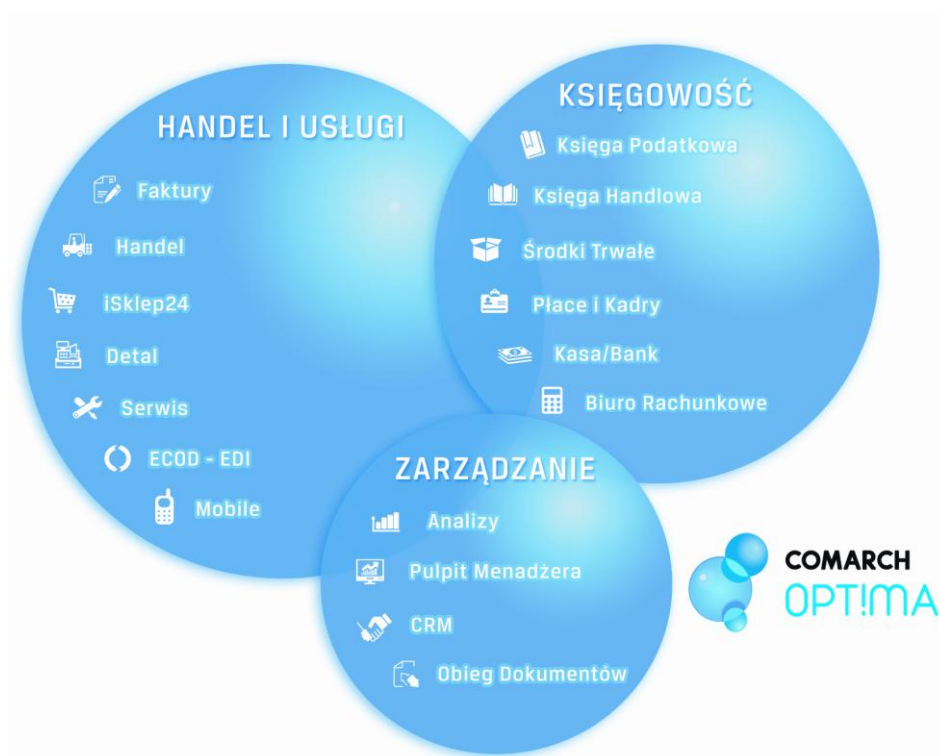 HANDEL I USŁUGI
Faktury
Handel
iSklep24
Detal
Serwis
ECOD - EDI
Mobile
KSIĘGOWOŚĆ
Księga Podatkowa
Księga Handlowa
Środki Trwałe
Płace i Kadry
Kasa/Bank
Biuro Rachunkowe
ZARZĄDZANIE
Analizy
Pulpit Menadżera
CRM
Obieg Dokumentów
COMARCH
OPT!MA